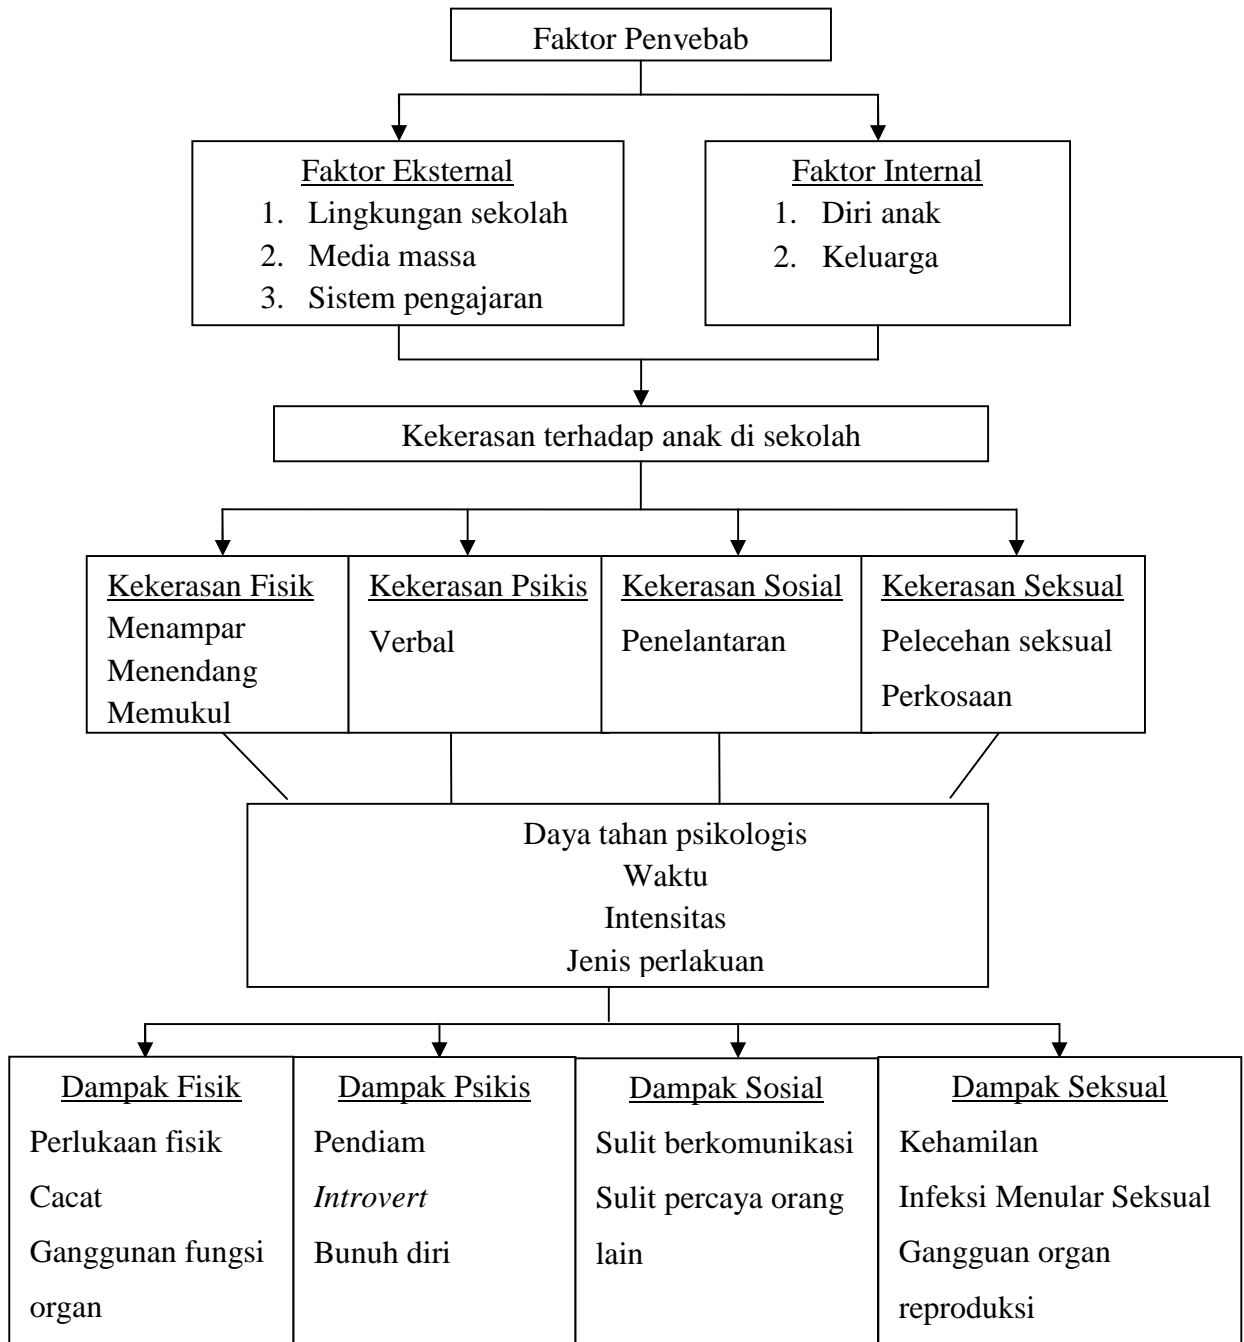 Faktor Penyebab
Faktor Eksternal
1. Lingkungan sekolah
2. Media massa
3. Sistem pengajaran
Faktor Internal
1. Diri anak
2. Keluarga
Kekerasan terhadap anak di sekolah
Kekerasan Fisik
Menampar
Menendang
Memukul
Kekerasan Psikis
Verbal
Kekerasan Sosial
Penelantaran
Kekerasan Seksual
Pelecehan seksual
Perkosaan
Daya tahan psikologis
Waktu
Intensitas
Jenis perlakuan
Dampak Fisik
Perlukaan fisik
Cacat
Ganggunan fungsi
organ
Dampak Psikis
Pendiam
Introvert
Bunuh diri
Dampak Sosial
Sulit berkomunikasi
Sulit percaya orang
lain
Dampak Seksual
Kehamilan
Infeksi Menular Seksual
Gangguan organ
reproduksi